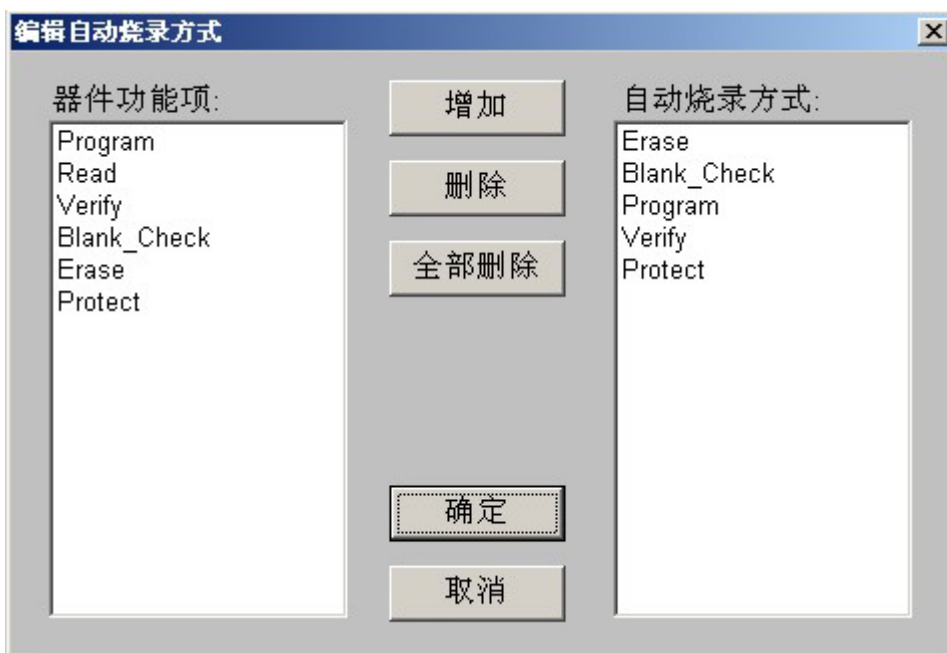 编辑自动烧录方式
器件功能项:
Program
Read
Verify
Blank_Check
Erase
Protect
增加
删除
全部删除
确定
取消
自动烧录方式:
Erase
Blank_Check
Program
Verify
Protect